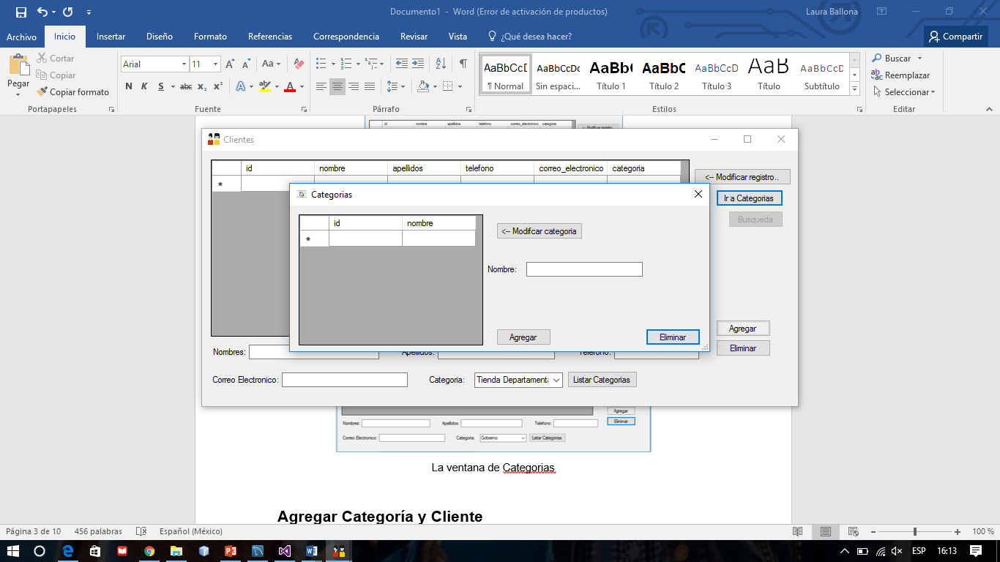 Documento1 - Word (Error de activación de productos)
Laura Ballona
Archivo Inicio Insertar Diseño Formato Referencias Correspondencia Revisar Vista ¿Qué desea hacer? Compartir
Pegar
Cortar
Copiar
Copiar formato
Portapapeles
Arial 11
Aa
N K S abc x₂ x²
Fuente
Párrafo
AaBbCcD AaBbCcDc AaBb( AaBbC AaBbCcD AaB AaBbCcD
¶ Normal Sin espaci... Título 1 Título 2 Título 3 Título Subtítulo
Estilos
Buscar
Reemplazar
Seleccionar
Editar
id nombre apellidos telefono correo_electronico categoria <-- Modificar registro..
Clientes
id nombre apellidos telefono correo_electronico categoria
<-- Modificar registro..
Ir a Categorias
Busqueda
Categorias
id nombre
<-- Modifcar categoria
Nombre:
Agregar Eliminar
Agregar
Eliminar
Nombres: Apellidos: Telefono:
Correo Electronico: Categoria: Tienda Departamenta Listar Categorias
Agregar
Nombres: Apellidos: Telefono: Eliminar
Correo Electronico: Categoria: Gobierno Listar Categorias
La ventana de Categorias
Agregar Categoría y Cliente
Página 3 de 10 456 palabras Español (México) 100 %
ESP 16:13